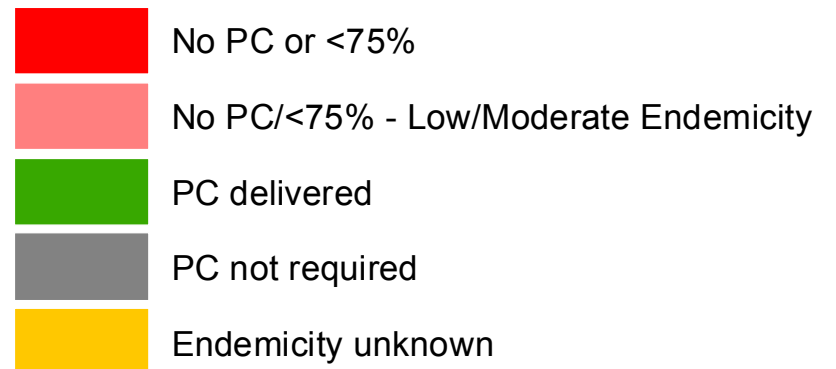 No PC or <75%
No PC/<75% - Low/Moderate Endemicity
PC delivered
PC not required
Endemicity unknown